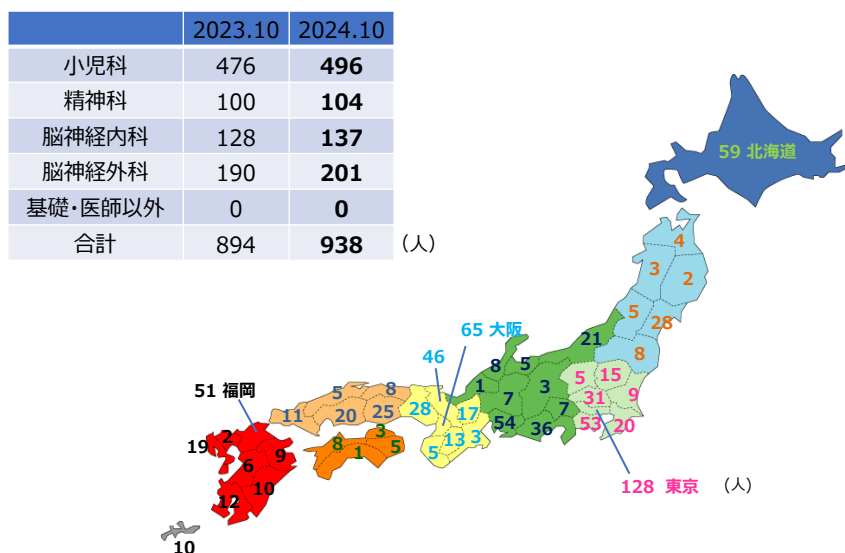 2023.10 2024.10
小児科 476 496
精神科 100 104
脳神経内科 128 137
脳神経外科 190 201
基礎・医師以外 0 0
合計 894 938 (人)
59 北海道
4
3 2
5 28
21 8
65 大阪
46
8 5
5 15
1 3 31 9
7 7
51 福岡
5 8
28 17
11 20 25
54 36 53 20
13 3
5
3
8 5
1
19 2
9
6
10
12
128 東京 (人)
10